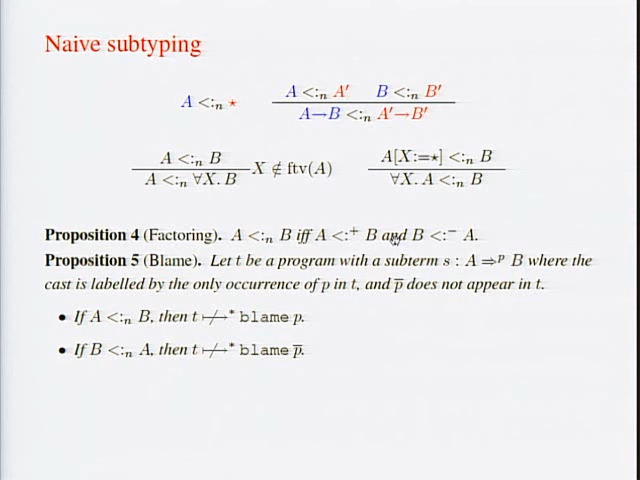 Naive subtyping
A <:ₙ ⋆
A <:ₙ A′ B <:ₙ B′
A→B <:ₙ A′→B′
A <:ₙ B
A <:ₙ ∀X. B
X ∉ ftv(A)
A[X:=⋆] <:ₙ B
∀X. A <:ₙ B
Proposition 4 (Factoring). A <:ₙ B iff A <:⁺ B and B <:⁻ A.
Proposition 5 (Blame). Let t be a program with a subterm s : A ⇒ᵖ B where the
cast is labelled by the only occurrence of p in t, and p̅ does not appear in t.
• If A <:ₙ B, then t ↦̸* blame p.
• If B <:ₙ A, then t ↦̸* blame p̅.